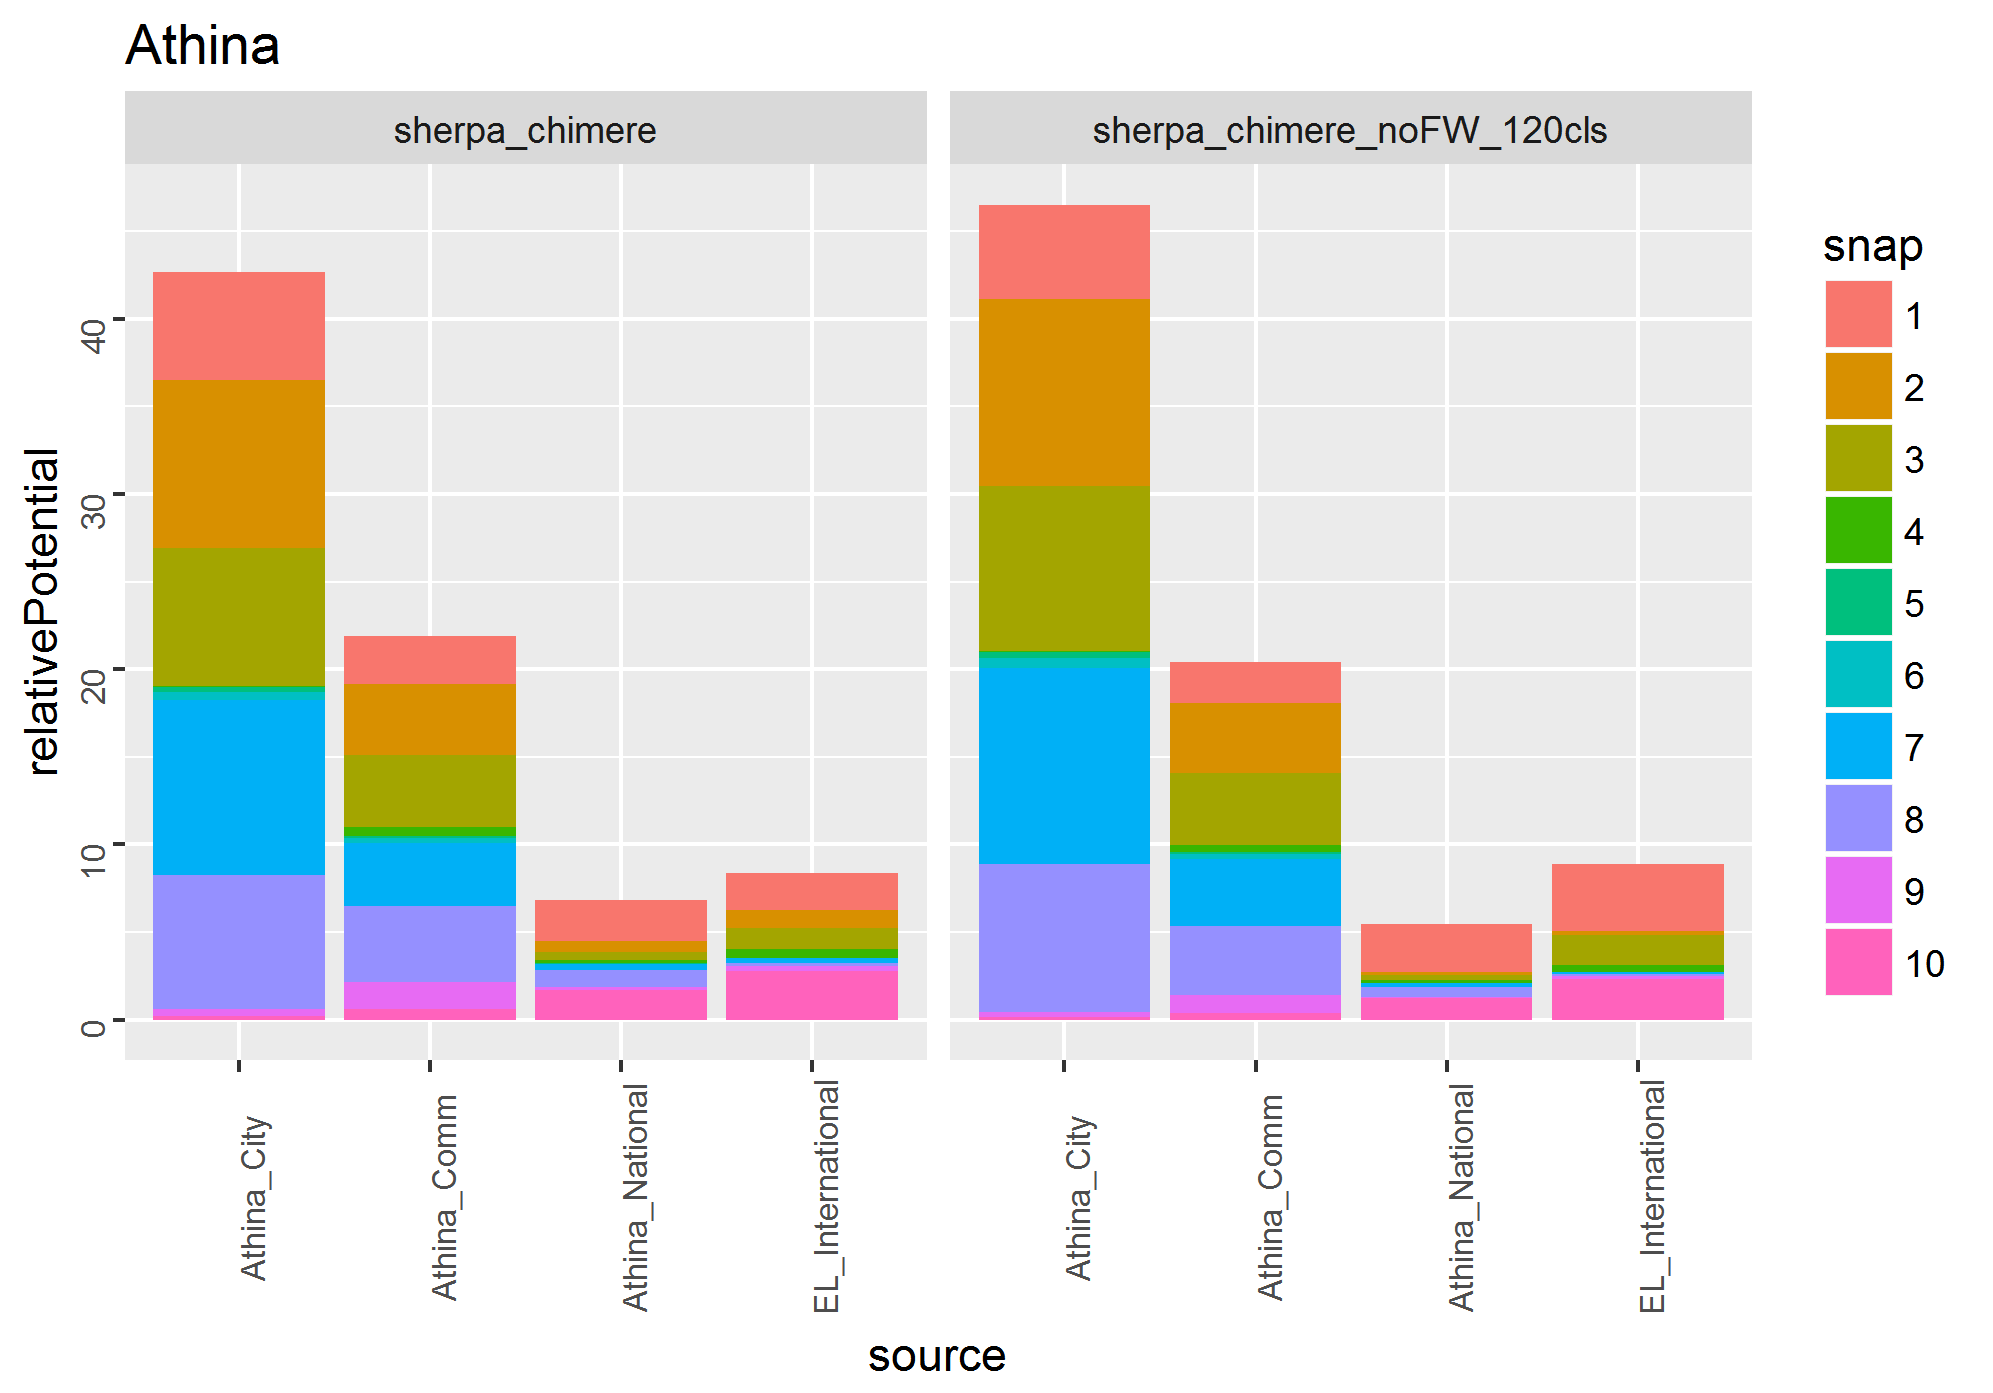 Athina
sherpa_chimere
sherpa_chimere_noFW_120cls
relativePotential
40
30
20
10
0
Athina_City
Athina_Comm
Athina_National
EL_International
Athina_City
Athina_Comm
Athina_National
EL_International
source
snap
1
2
3
4
5
6
7
8
9
10